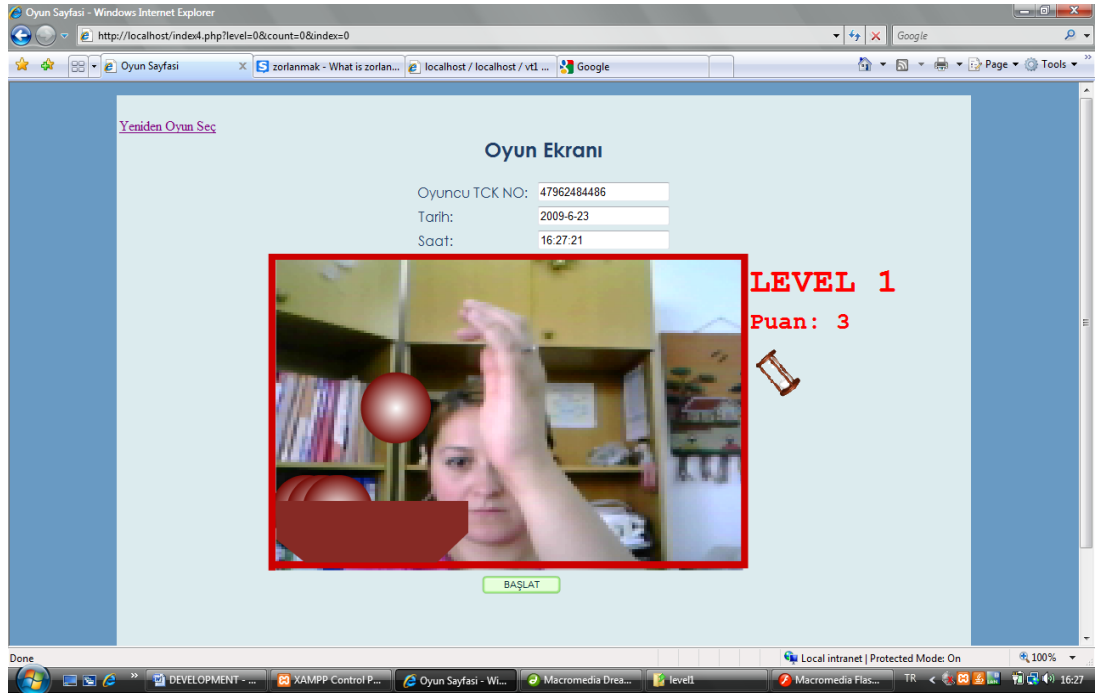 Oyun Sayfasi - Windows Internet Explorer
http://localhost/index4.php?level=0&count=0&index=0
Google
Oyun Sayfasi
zorlanmak - What is zorlan...
localhost / localhost / vt1 ...
Google
Page
Tools
Yeniden Oyun Seç
Oyun Ekranı
Oyuncu TCK NO: 47962484486
Tarih: 2009-6-23
Saat: 16:27:21
LEVEL 1
Puan: 3
BAŞLAT
Done
Local intranet | Protected Mode: On
100%
DEVELOPMENT - ...
XAMPP Control P...
Oyun Sayfasi - Wi...
Macromedia Drea...
level1
Macromedia Flas...
TR
16:27